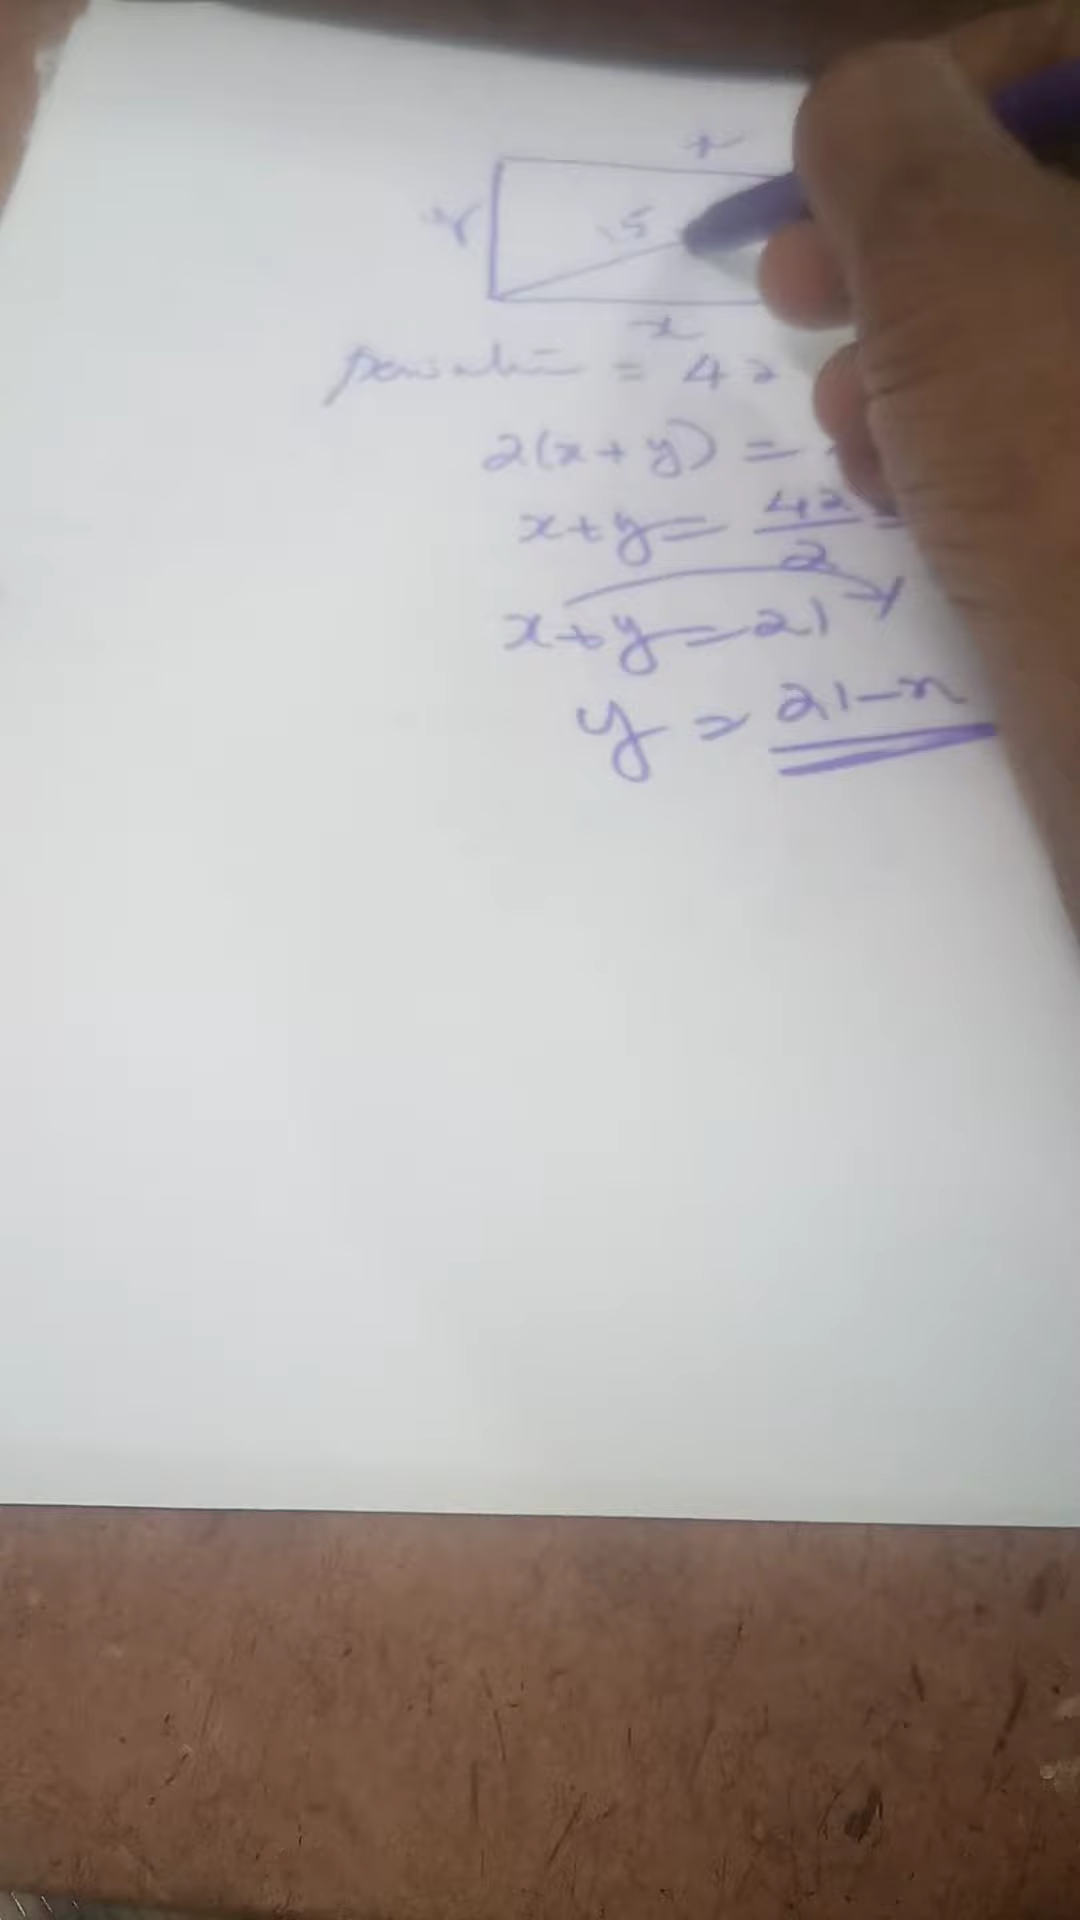 x
y
15
x
perimeter = 42
2(x+y) =
x+y = 42/2 =
x+y = 21
y = 21-x